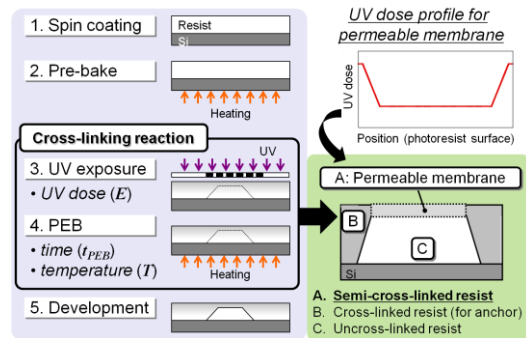 1. Spin coating
Resist
Si
2. Pre-bake
Heating
Cross-linking reaction
UV
3. UV exposure
• UV dose (E)
4. PEB
• time (tPEB)
• temperature (T)
Heating
5. Development
UV dose profile for
permeable membrane
UV dose
Position (photoresist surface)
A: Permeable membrane
B
C
Si
A. Semi-cross-linked resist
B. Cross-linked resist (for anchor)
C. Uncross-linked resist